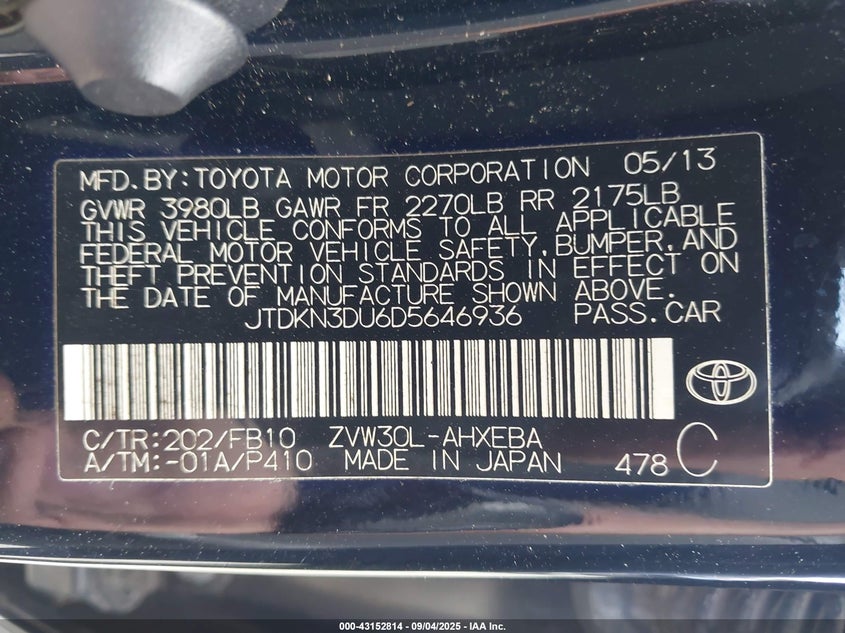 MFD.BY:TOYOTA MOTOR CORPORATION 05/13
GVWR 3980LB GAWR FR 2270LB RR 2175LB
THIS VEHICLE CONFORMS TO ALL APPLICABLE
FEDERAL MOTOR VEHICLE SAFETY,BUMPER,AND
THEFT PREVENTION STANDARDS IN EFFECT ON
THE DATE OF MANUFACTURE SHOWN ABOVE.
JTDKN3DU6D5646936 PASS.CAR
C/TR:202/FB10 ZVW30L-AHXEBA
A/TM:-01A/P410 MADE IN JAPAN 478 C
000-43152814 - 09/04/2025 - IAA Inc.